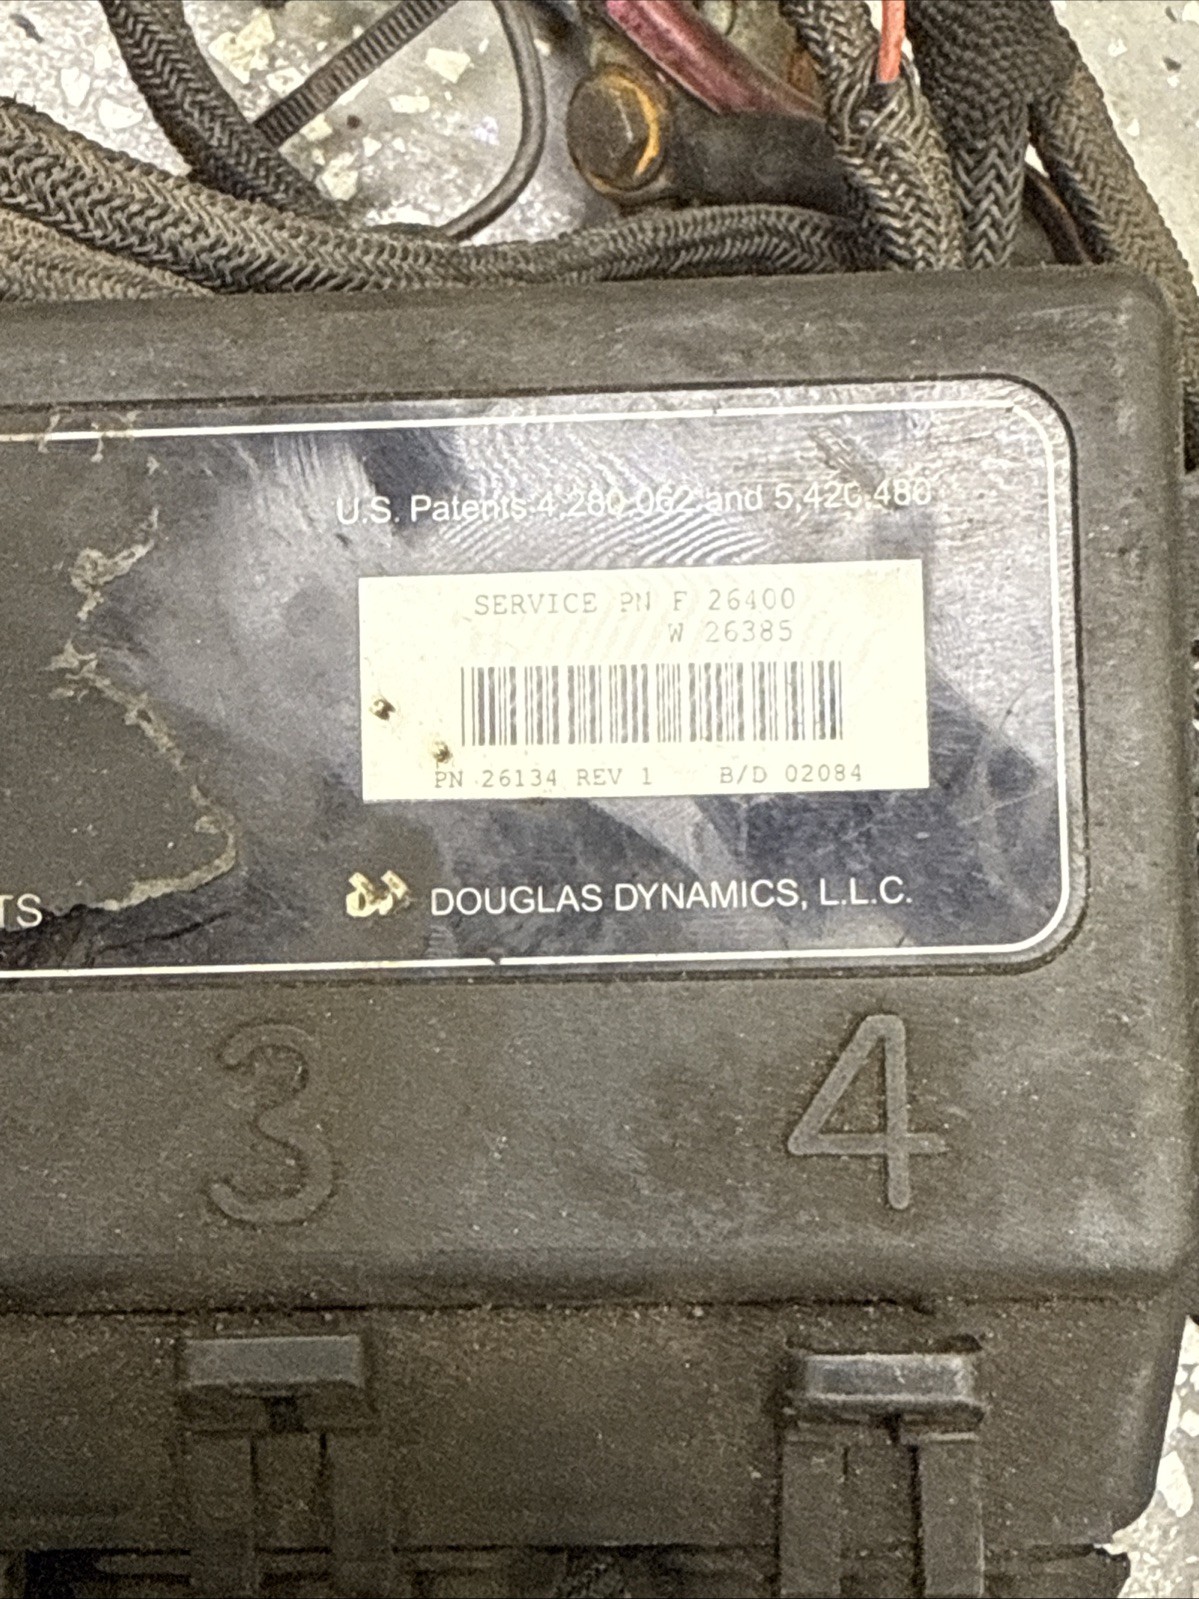 U.S. Patents 4,280,062 and 5,420,480
SERVICE PN F 26400
W 26385
PN 26134 REV 1 B/D 02084
TS
DOUGLAS DYNAMICS, L.L.C.
3 4